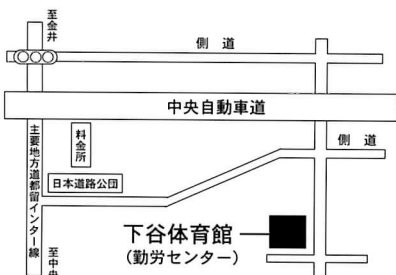 至金井
側道
中央自動車道
料金所
側道
主要地方道都留インター線
日本道路公団
下谷体育館
(勤労センター)
至中央